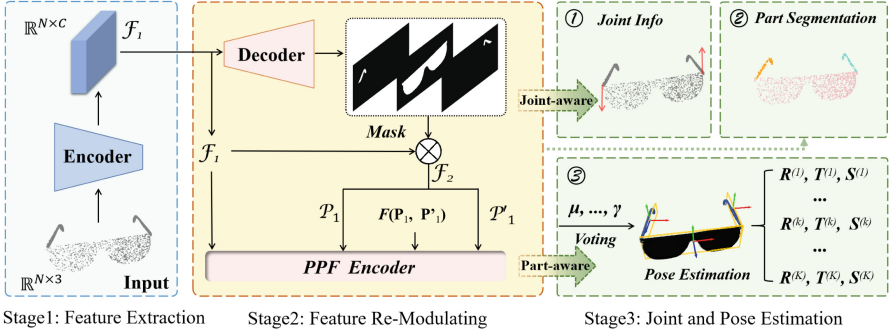 ℝ^{N×C}
ℱ₁
Encoder
ℝ^{N×3}
Input
Stage1: Feature Extraction
Decoder
Mask
ℱ₁
ℱ₂
𝒫₁
F(P₁, P'₁)
𝒫'₁
PPF Encoder
Stage2: Feature Re-Modulating
Joint-aware
Part-aware
① Joint Info
② Part Segmentation
③
μ, ..., γ
Voting
Pose Estimation
R^{(1)}, T^{(1)}, S^{(1)}
...
R^{(k)}, T^{(k)}, S^{(k)}
...
R^{(K)}, T^{(K)}, S^{(K)}
Stage3: Joint and Pose Estimation